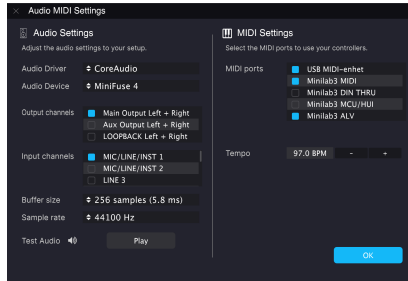 × Audio MIDI Settings
Audio Settings
Adjust the audio settings to your setup.
Audio Driver CoreAudio
Audio Device MiniFuse 4
Output channels Main Output Left + Right
Aux Output Left + Right
LOOPBACK Left + Right
Input channels MIC/LINE/INST 1
MIC/LINE/INST 2
LINE 3
Buffer size 256 samples (5.8 ms)
Sample rate 44100 Hz
Test Audio Play
MIDI Settings
Select the MIDI ports to use your controllers.
MIDI ports USB MIDI-enhet
Minilab3 MIDI
Minilab3 DIN THRU
Minilab3 MCU/HUI
Minilab3 ALV
Tempo 97.0 BPM - +
OK